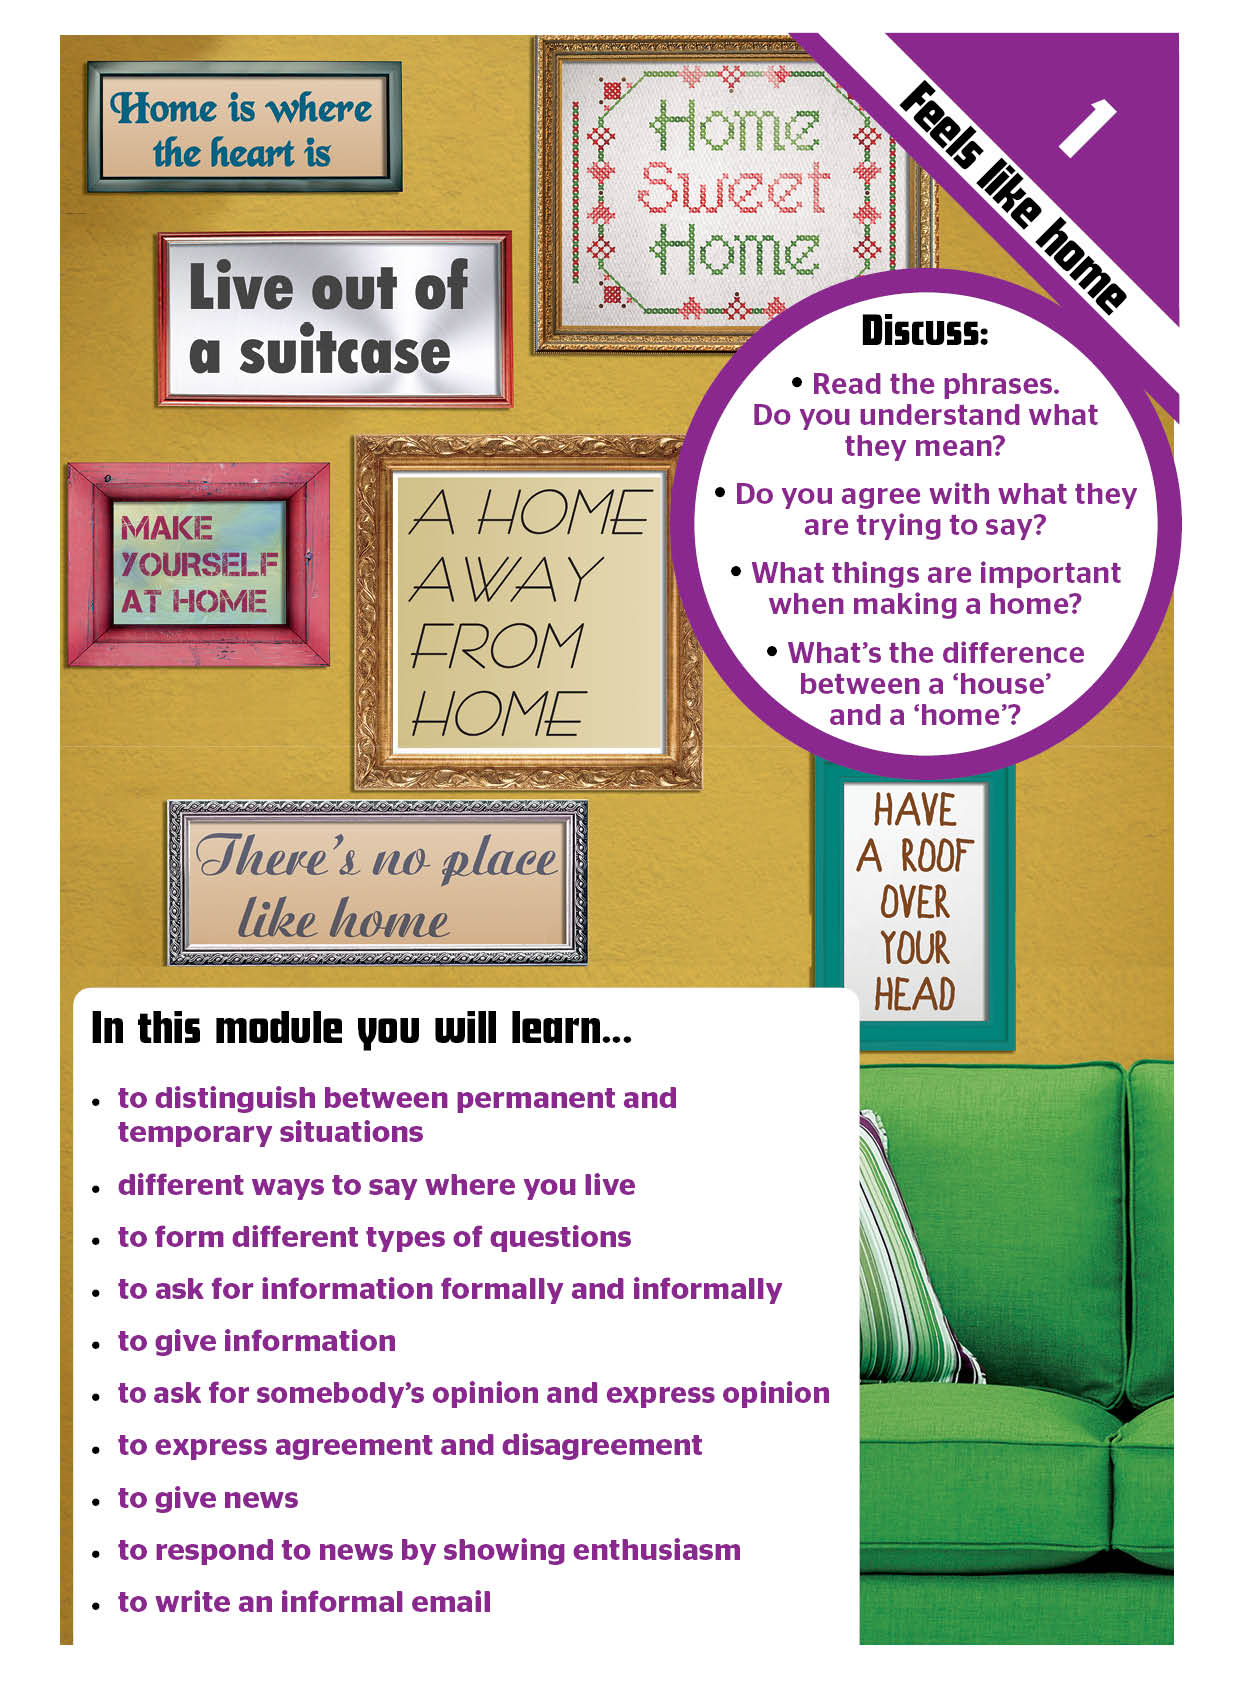 1
Feels like home
Home is where
the heart is
Home
Sweet
Home
Live out of
a suitcase
MAKE
YOURSELF
AT HOME
A HOME
AWAY
FROM
HOME
Discuss:
• Read the phrases.
Do you understand what
they mean?
• Do you agree with what they
are trying to say?
• What things are important
when making a home?
• What's the difference
between a ‘house’
and a ‘home’?
There's no place
like home
HAVE
A ROOF
OVER
YOUR
HEAD
In this module you will learn...
• to distinguish between permanent and
temporary situations
• different ways to say where you live
• to form different types of questions
• to ask for information formally and informally
• to give information
• to ask for somebody's opinion and express opinion
• to express agreement and disagreement
• to give news
• to respond to news by showing enthusiasm
• to write an informal email